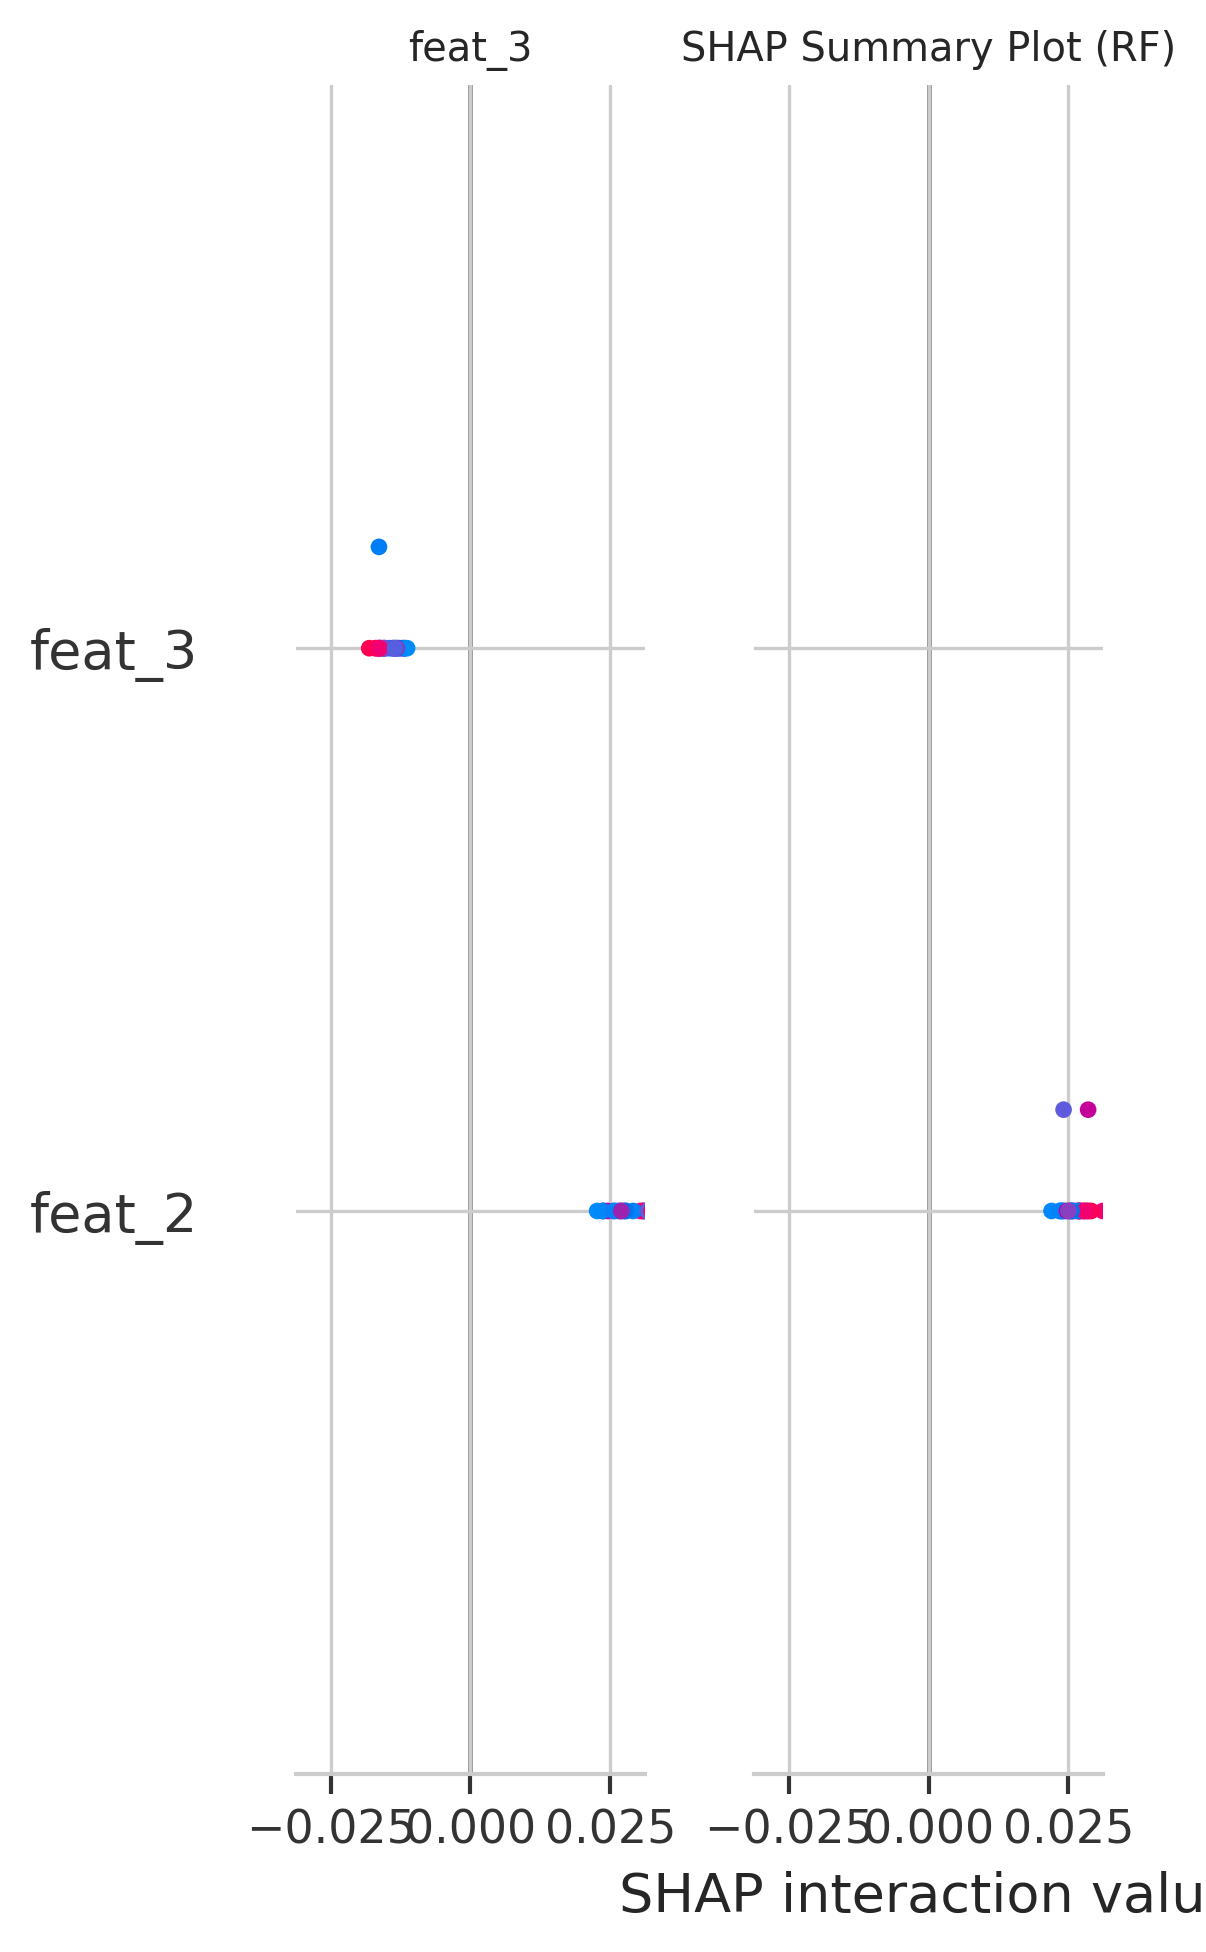 feat_3
SHAP Summary Plot (RF)
feat_3
feat_2
−0.025
0.000
0.025
−0.025
0.000
0.025
SHAP interaction valu